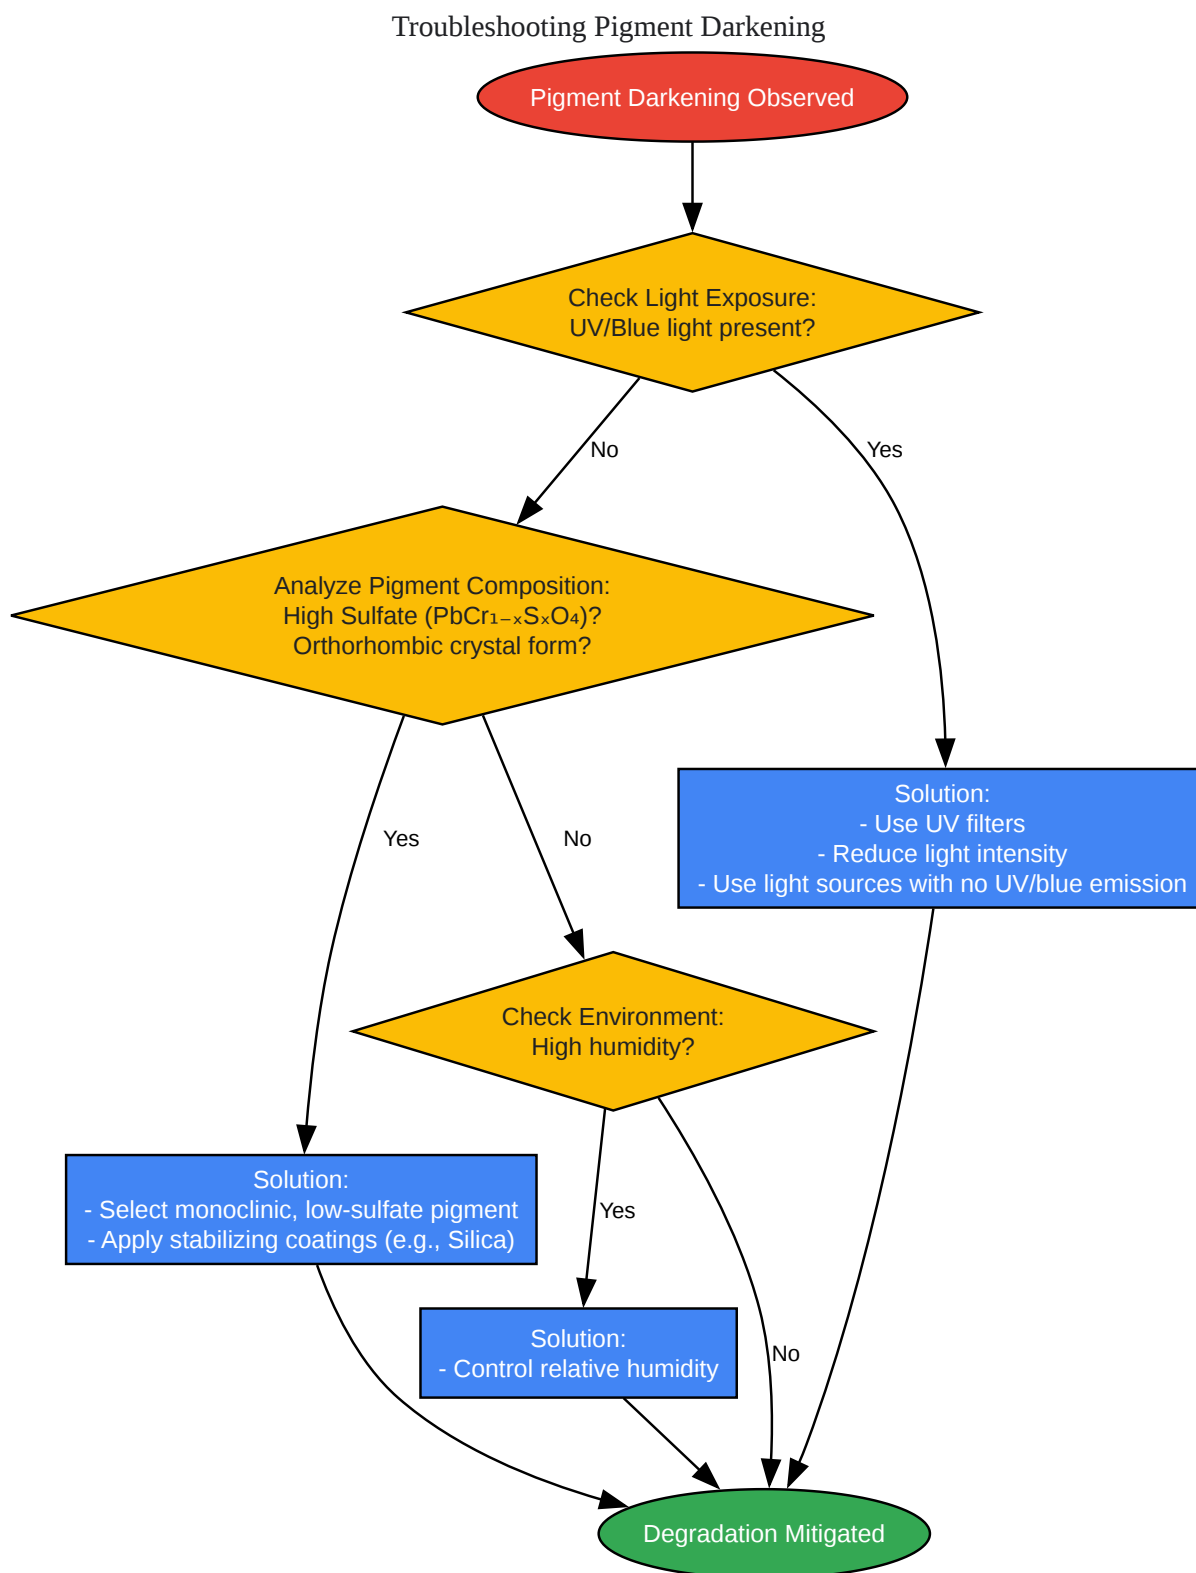 Troubleshooting Pigment Darkening
Pigment Darkening Observed
Check Light Exposure:
UV/Blue light present?
No
Yes
Analyze Pigment Composition:
High Sulfate (PbCr₁₋ₓSₓO₄)?
Orthorhombic crystal form?
Yes
No
Solution:
- Use UV filters
- Reduce light intensity
- Use light sources with no UV/blue emission
Check Environment:
High humidity?
Solution:
- Select monoclinic, low-sulfate pigment
- Apply stabilizing coatings (e.g., Silica)
Yes
No
Solution:
- Control relative humidity
Degradation Mitigated